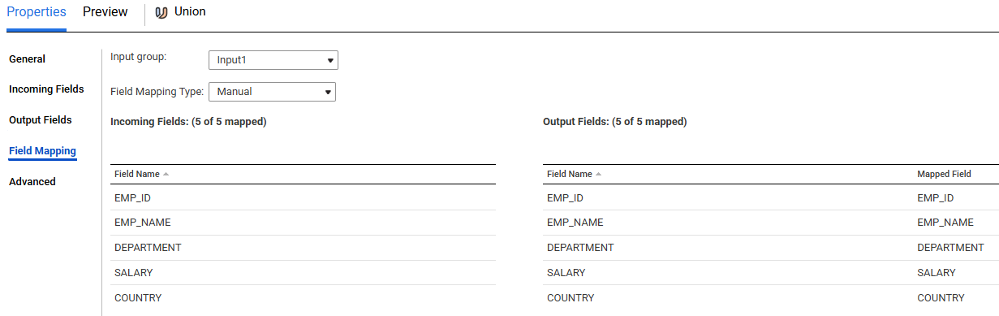 Properties Preview Union
General
Input group: Input1
Incoming Fields
Field Mapping Type: Manual
Output Fields
Incoming Fields: (5 of 5 mapped) Output Fields: (5 of 5 mapped)
Field Mapping
Field Name Field Name Mapped Field
Advanced
EMP_ID EMP_ID EMP_ID
EMP_NAME EMP_NAME EMP_NAME
DEPARTMENT DEPARTMENT DEPARTMENT
SALARY SALARY SALARY
COUNTRY COUNTRY COUNTRY